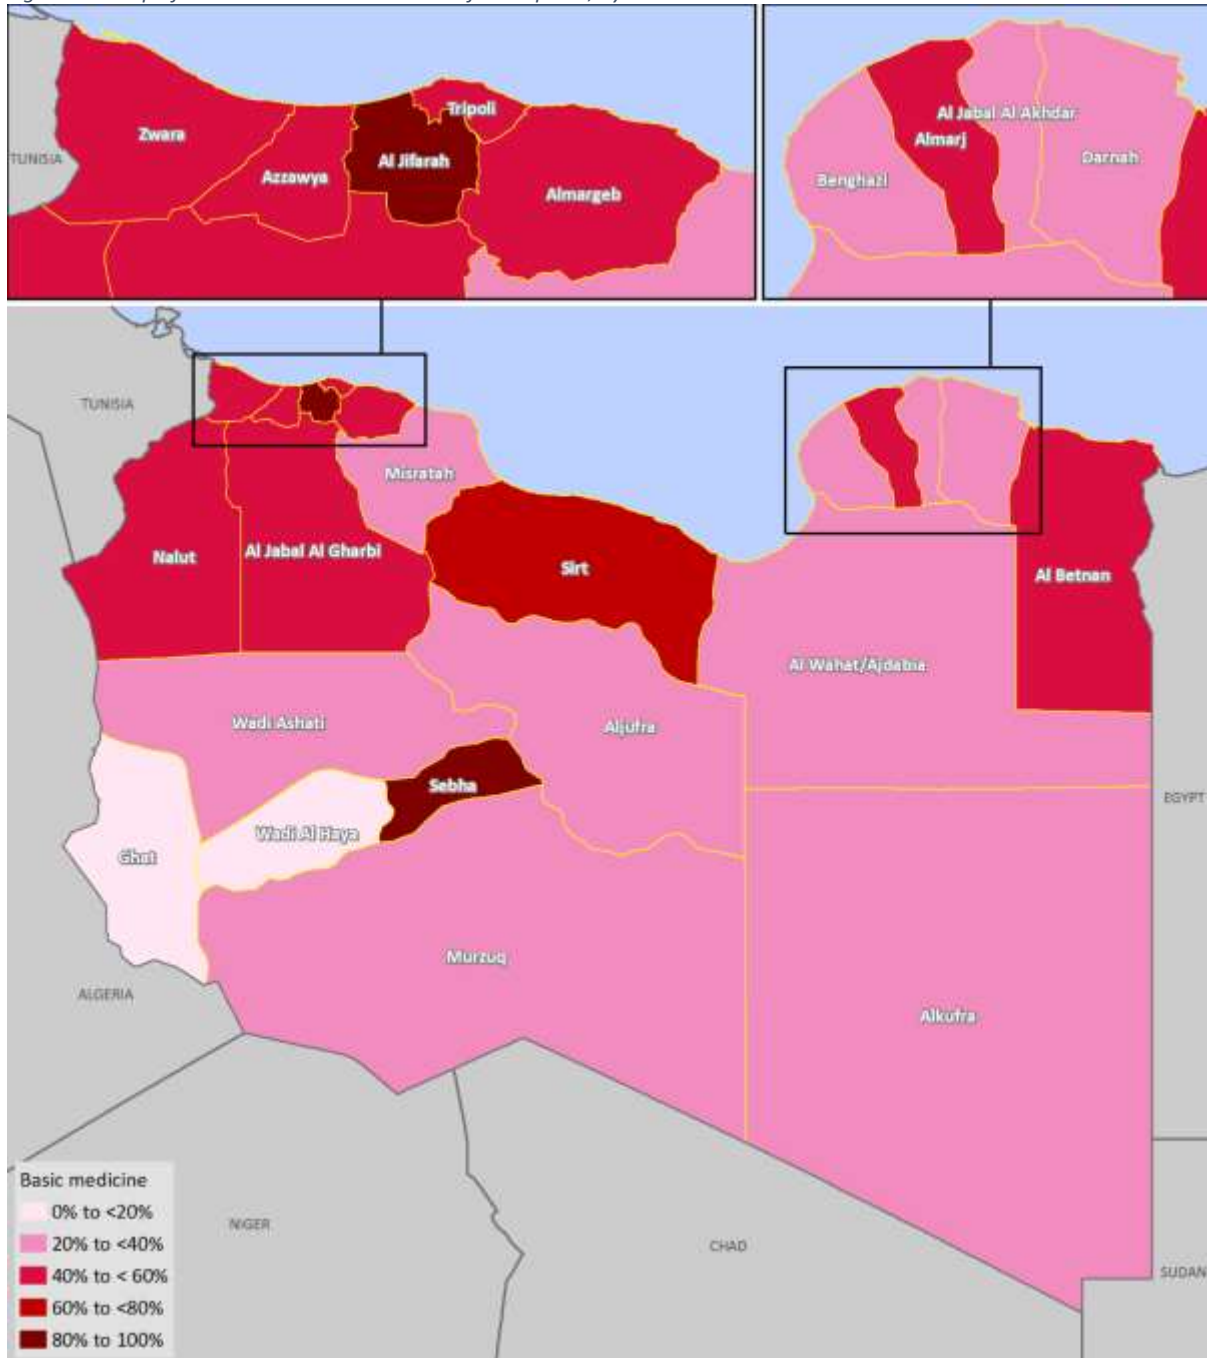 Zwara
Tripoli
TUNISIA
Azzawya
Al Jifarah
Almargeb
Al Jabal Al Akhdar
Almarj
Darnah
Benghazi
TUNISIA
Misratah
Nalut
Al Jabal Al Gharbi
Sirt
Al Betnan
Al Wahat/Ajdabia
Wadi Ashati
Aljufra
Sebha
EGYPT
Ghat
Wadi Al Haya
Murzuq
ALGERIA
Alkufra
NIGER
CHAD
SUDAN
Basic medicine
0% to <20%
20% to <40%
40% to < 60%
60% to <80%
80% to 100%